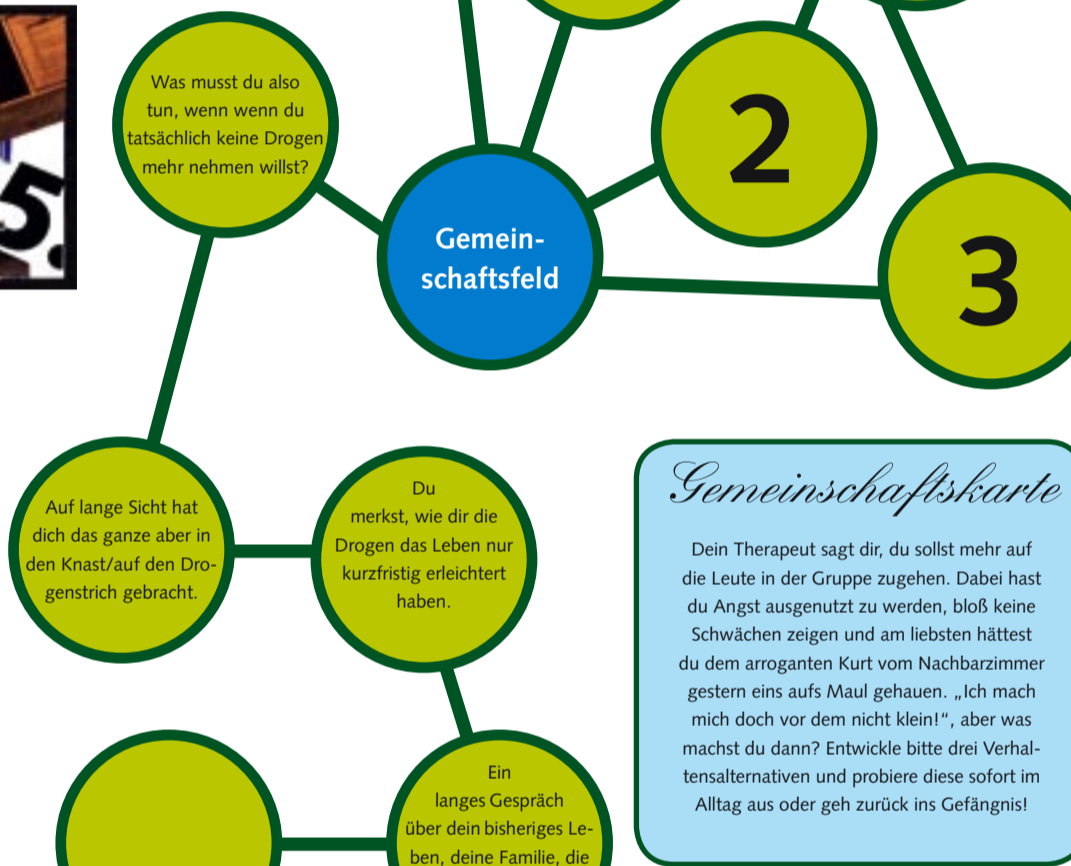 5.
Was musst du also
tun, wenn wenn du
tatsächlich keine Drogen
mehr nehmen willst?
2
Gemein-
schaftsfeld
3
Auf lange Sicht hat
dich das ganze aber in
den Knast/auf den Dro-
genstrich gebracht.
Du
merkst, wie dir die
Drogen das Leben nur
kurzfristig erleichtert
haben.
Ein
langes Gespräch
über dein bisheriges Le-
ben, deine Familie, die
Gemeinschaftskarte
Dein Therapeut sagt dir, du sollst mehr auf
die Leute in der Gruppe zugehen. Dabei hast
du Angst ausgenutzt zu werden, bloß keine
Schwächen zeigen und am liebsten hättest
du dem arroganten Kurt vom Nachbarzimmer
gestern eins aufs Maul gehauen. „Ich mach
mich doch vor dem nicht klein!“, aber was
machst du dann? Entwickle bitte drei Verhal-
tensalternativen und probiere diese sofort im
Alltag aus oder geh zurück ins Gefängnis!